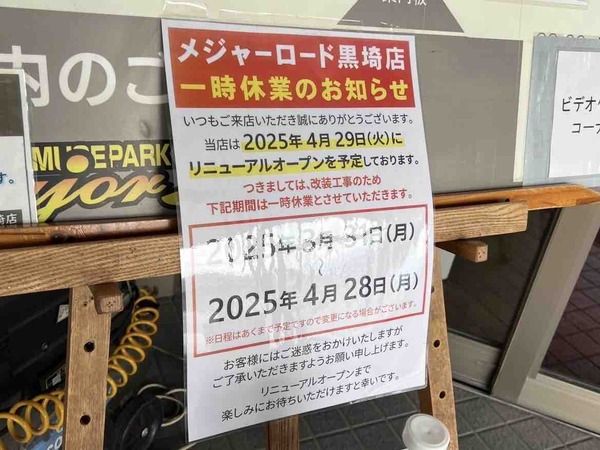 案内板
内のご
MUSEPARK
Major
す。
崎店
メジャーロード黒埼店
一時休業のお知らせ
いつもご来店いただき誠にありがとうございます。
当店は2025年4月29日(火)に
リニューアルオープンを予定しております。
つきましては、改装工事のため
下記期間は一時休業とさせていただきます。
2025年3月31日(月)
～
2025年4月28日(月)
※日程はあくまで予定ですので変更になる場合がございます。
お客様にはご迷惑をおかけいたしますが
ご了承いただきますようお願い申し上げます。
リニューアルオープンまで
楽しみにお待ちいただけますと幸いです。
ビデオ
コー